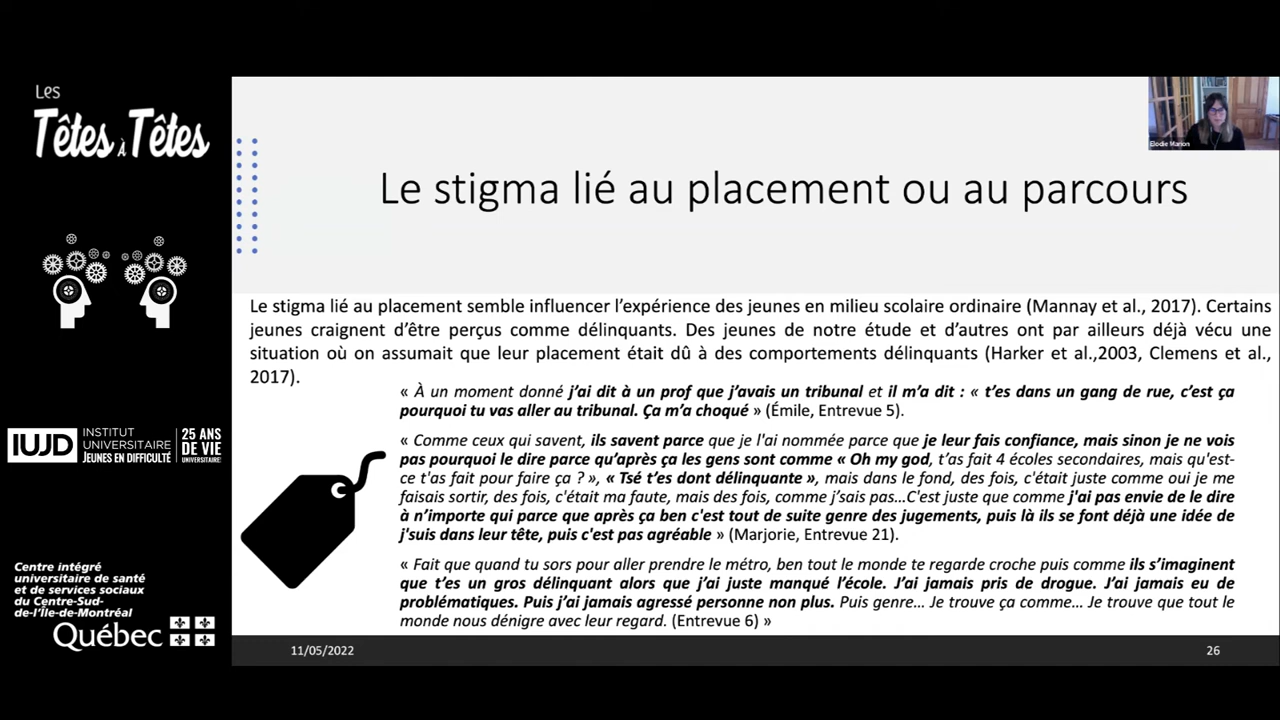 Les
Têtes à Têtes
IUJD
INSTITUT
UNIVERSITAIRE
JEUNES EN DIFFICULTÉ
25 ANS
DE VIE
UNIVERSITAIRE!
Centre intégré
universitaire de santé
et de services sociaux
du Centre-Sud-
de-l'Île-de-Montréal
Québec
Elodie Marion
Le stigma lié au placement ou au parcours
Le stigma lié au placement semble influencer l'expérience des jeunes en milieu scolaire ordinaire (Mannay et al., 2017). Certains
jeunes craignent d'être perçus comme délinquants. Des jeunes de notre étude et d'autres ont par ailleurs déjà vécu une
situation où on assumait que leur placement était dû à des comportements délinquants (Harker et al.,2003, Clemens et al.,
2017).
« À un moment donné j'ai dit à un prof que j'avais un tribunal et il m'a dit : « t'es dans un gang de rue, c'est ça
pourquoi tu vas aller au tribunal. Ça m'a choqué » (Émile, Entrevue 5).
« Comme ceux qui savent, ils savent parce que je l'ai nommée parce que je leur fais confiance, mais sinon je ne vois
pas pourquoi le dire parce qu'après ça les gens sont comme « Oh my god, t'as fait 4 écoles secondaires, mais qu'est-
ce t'as fait pour faire ça ? », « Tsé t'es dont délinquante », mais dans le fond, des fois, c'était juste comme oui je me
faisais sortir, des fois, c'était ma faute, mais des fois, comme j'sais pas...C'est juste que comme j'ai pas envie de le dire
à n'importe qui parce que après ça ben c'est tout de suite genre des jugements, puis là ils se font déjà une idée de
j'suis dans leur tête, puis c'est pas agréable » (Marjorie, Entrevue 21).
« Fait que quand tu sors pour aller prendre le métro, ben tout le monde te regarde croche puis comme ils s'imaginent
que t'es un gros délinquant alors que j'ai juste manqué l'école. J'ai jamais pris de drogue. J'ai jamais eu de
problématiques. Puis j'ai jamais agressé personne non plus. Puis genre... Je trouve ça comme... Je trouve que tout le
monde nous dénigre avec leur regard. (Entrevue 6) »
11/05/2022
26